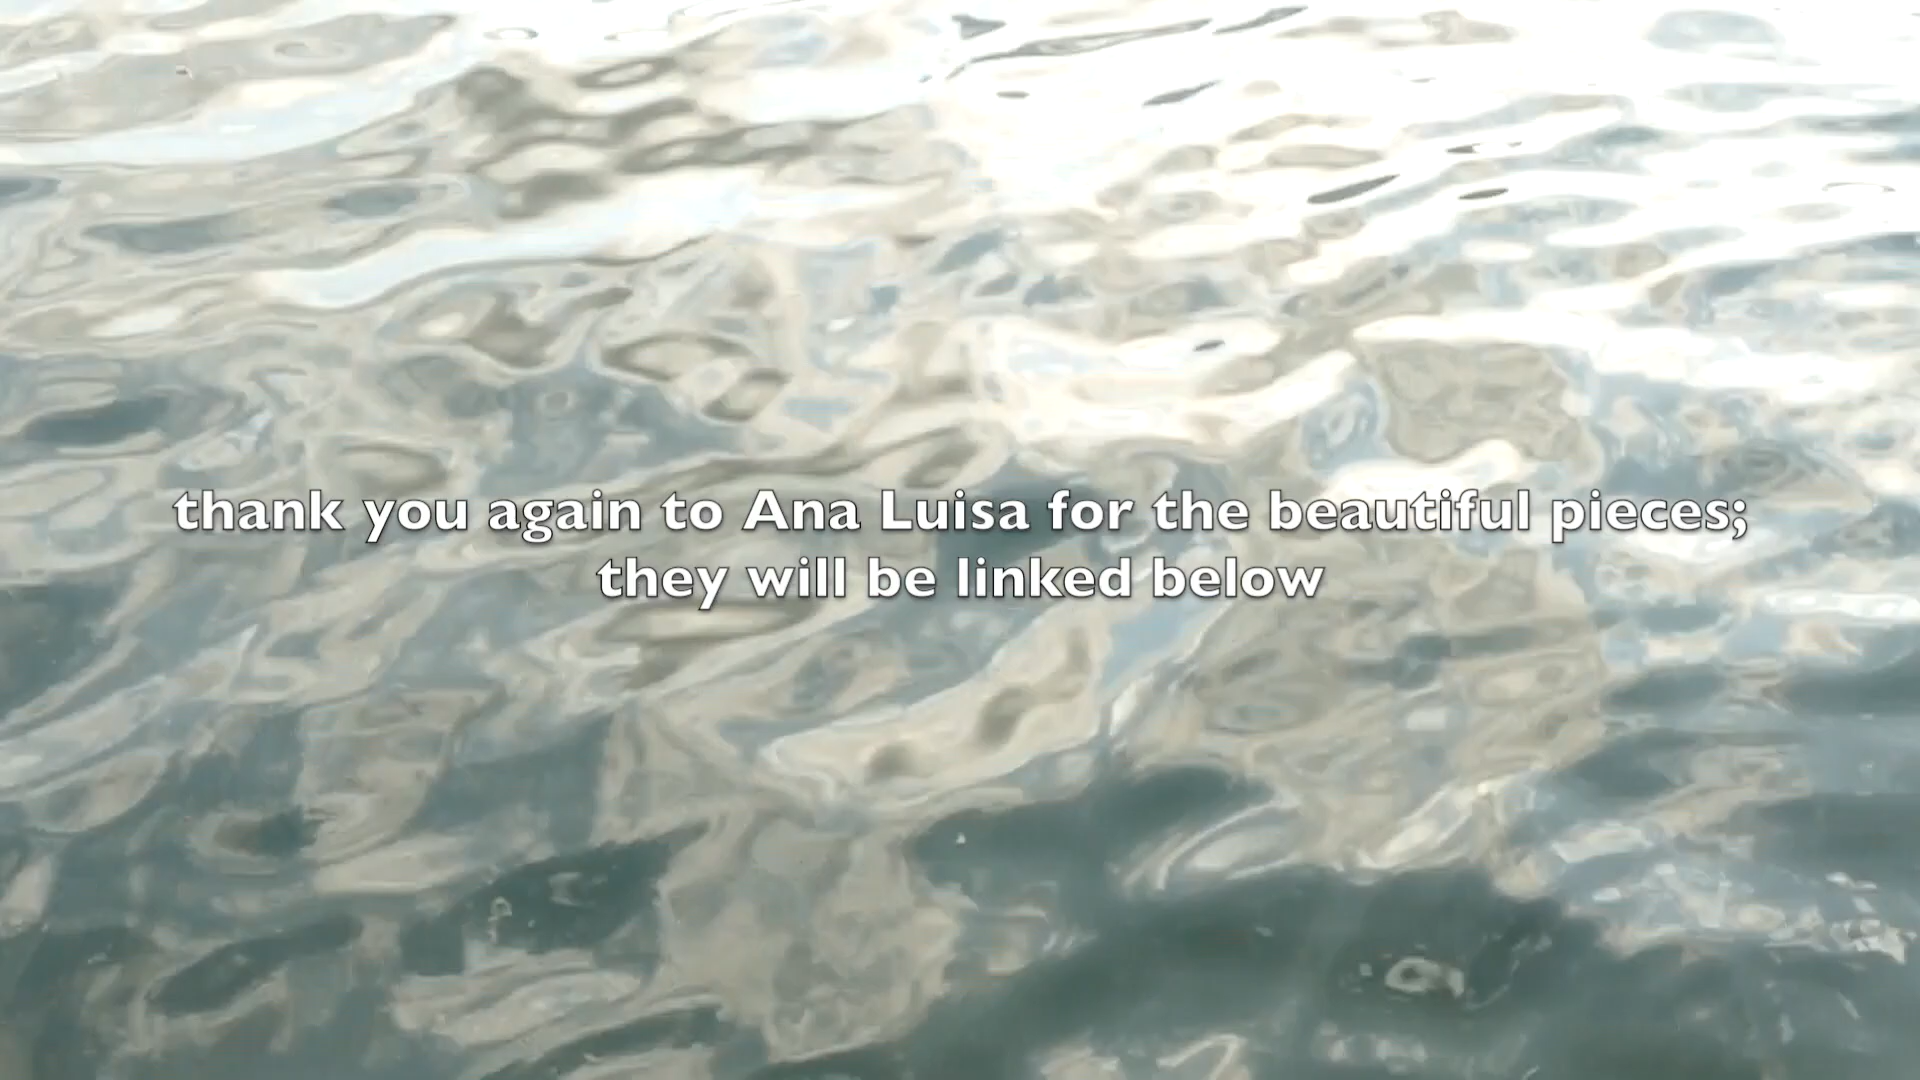 thank you again to Ana Luisa for the beautiful pieces;
they will be linked below